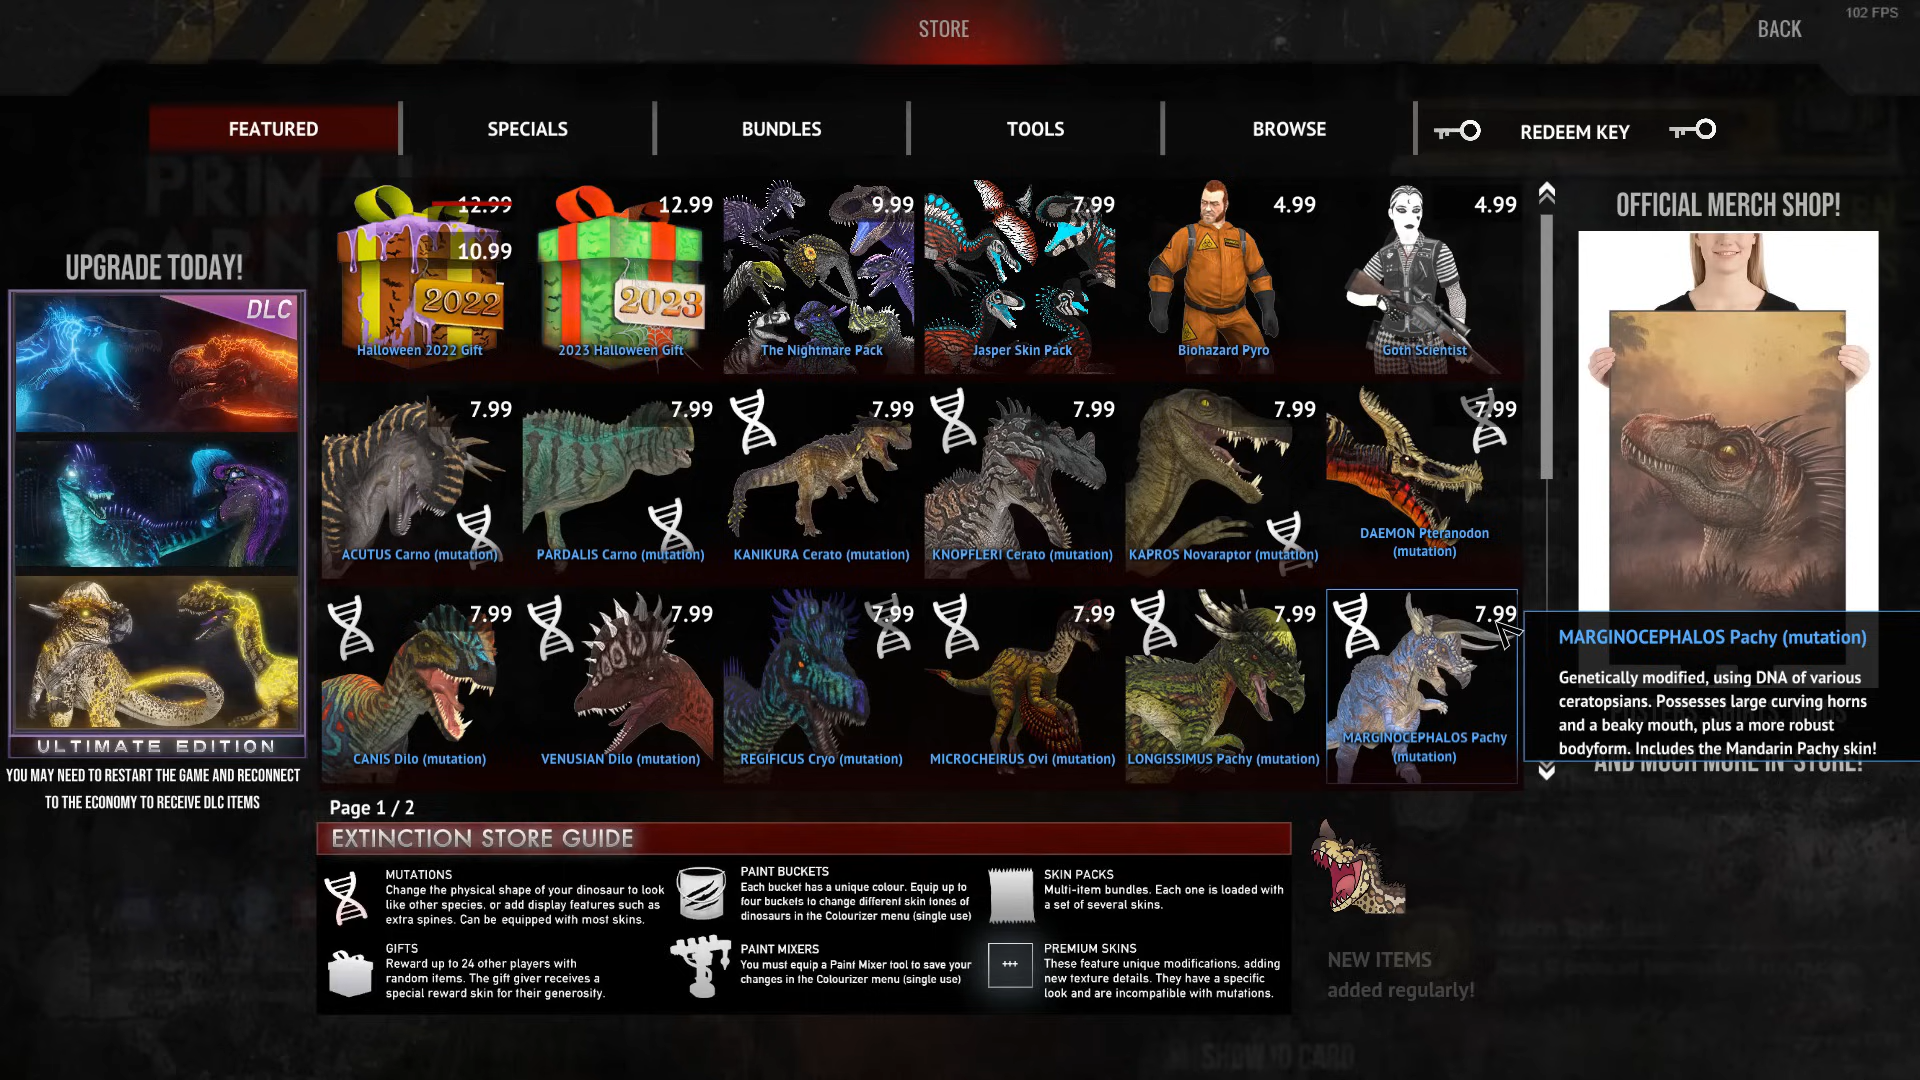 STORE
BACK
102 FPS
FEATURED
SPECIALS
BUNDLES
TOOLS
BROWSE
REDEEM KEY
UPGRADE TODAY!
DLC
ULTIMATE EDITION
YOU MAY NEED TO RESTART THE GAME AND RECONNECT
TO THE ECONOMY TO RECEIVE DLC ITEMS
12.99
10.99
2022
Halloween 2022 Gift
12.99
2023
2023 Halloween Gift
9.99
The Nightmare Pack
7.99
Jasper Skin Pack
4.99
Biohazard Pyro
4.99
Goth Scientist
7.99
ACUTUS Carno (mutation)
7.99
PARDALIS Carno (mutation)
7.99
KANIKURA Cerato (mutation)
7.99
KNOPFLERI Cerato (mutation)
7.99
KAPROS Novaraptor (mutation)
7.99
DAEMON Pteranodon
(mutation)
7.99
CANIS Dilo (mutation)
7.99
VENUSIAN Dilo (mutation)
7.99
REGIFICUS Cryo (mutation)
7.99
MICROCHEIRUS Ovi (mutation)
7.99
LONGISSIMUS Pachy (mutation)
7.99
MARGINOCEPHALOS Pachy
(mutation)
OFFICIAL MERCH SHOP!
MARGINOCEPHALOS Pachy (mutation)
Genetically modified, using DNA of various
ceratopsians. Possesses large curving horns
and a beaky mouth, plus a more robust
bodyform. Includes the Mandarin Pachy skin!
AND MUCH MORE IN STORE!
Page 1 / 2
EXTINCTION STORE GUIDE
MUTATIONS
Change the physical shape of your dinosaur to look
like other species, or add display features such as
extra spines. Can be equipped with most skins.
GIFTS
Reward up to 24 other players with
random items. The gift giver receives a
special reward skin for their generosity.
PAINT BUCKETS
Each bucket has a unique colour. Equip up to
four buckets to change different skin tones of
dinosaurs in the Colourizer menu (single use)
PAINT MIXERS
You must equip a Paint Mixer tool to save your
changes in the Colourizer menu (single use)
SKIN PACKS
Multi-item bundles. Each one is loaded with
a set of several skins.
+++
PREMIUM SKINS
These feature unique modifications, adding
new texture details. They have a specific
look and are incompatible with mutations.
NEW ITEMS
added regularly!
SHOW ID CARD